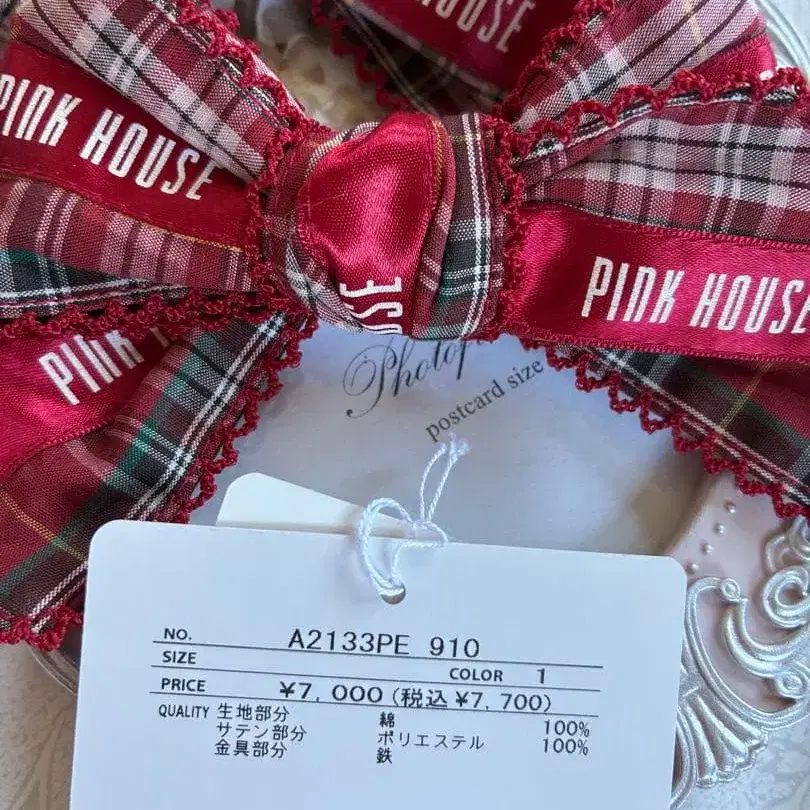 HOUSE
PINK HOUSE
PINK HOUSE
USE
PINK
postcard size
NO. A2133PE 910
SIZE
COLOR 1
PRICE ¥7,000 (税込 ¥7,700)
QUALITY 生地部分 綿 100%
サテン部分 ポリエステル 100%
金具部分 鉄